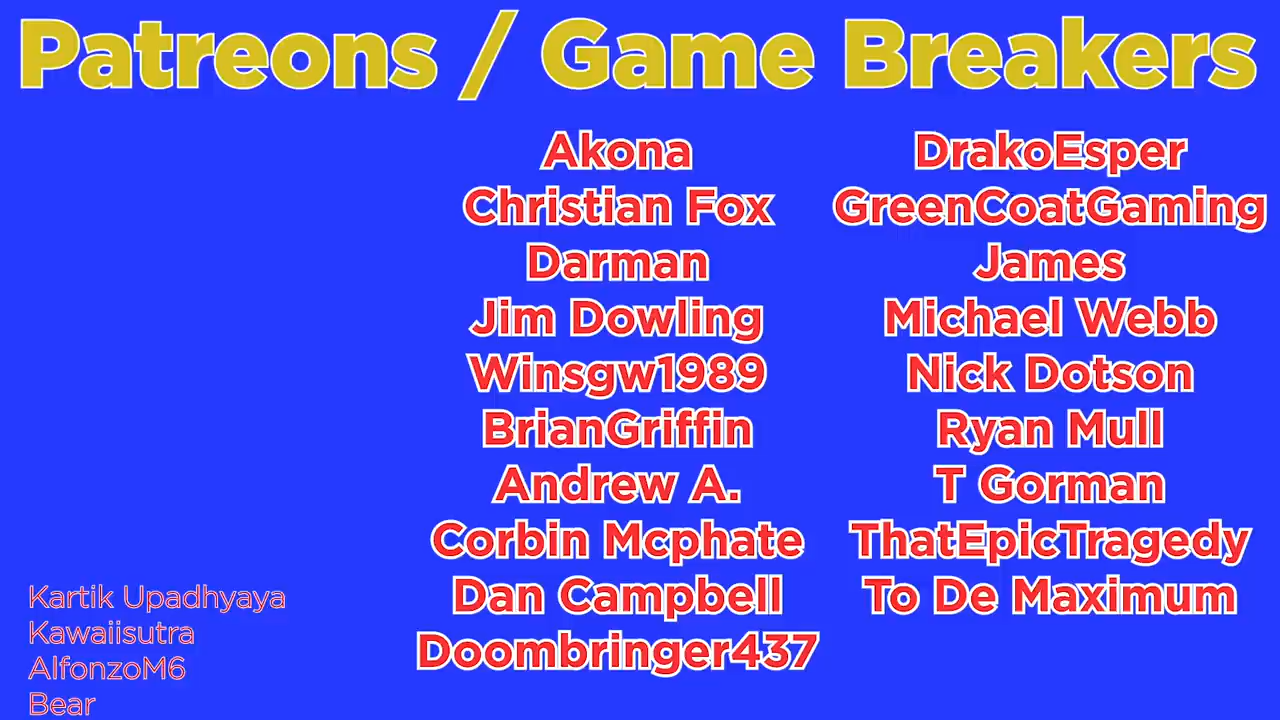 Patreons / Game Breakers
Akona
Christian Fox
Darman
Jim Dowling
Winsgw1989
BrianGriffin
Andrew A.
Corbin Mcphate
Dan Campbell
Doombringer437
DrakoEsper
GreenCoatGaming
James
Michael Webb
Nick Dotson
Ryan Mull
T Gorman
ThatEpicTragedy
To De Maximum
Kartik Upadhyaya
Kawaiisutra
AlfonzoM6
Bear